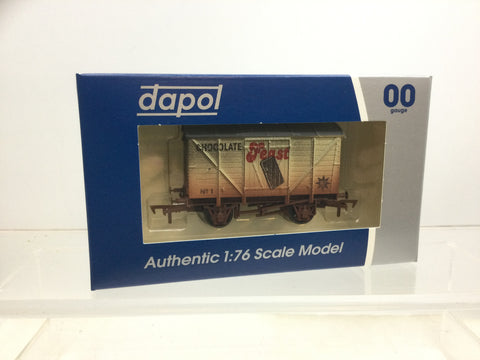 dapol
00
gauge
CHOCOLATE Feast
Nº 1
Authentic 1:76 Scale Model